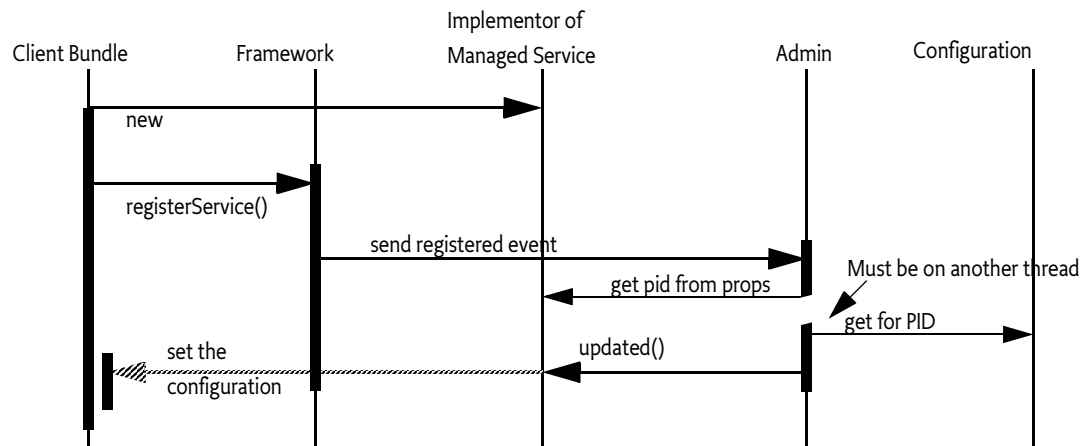 Implementor of
Client Bundle
Framework
Managed Service
Admin
Configuration
new
registerService()
send registered event
Must be on another thread
get pid from props
get for PID
set the
updated()
configuration